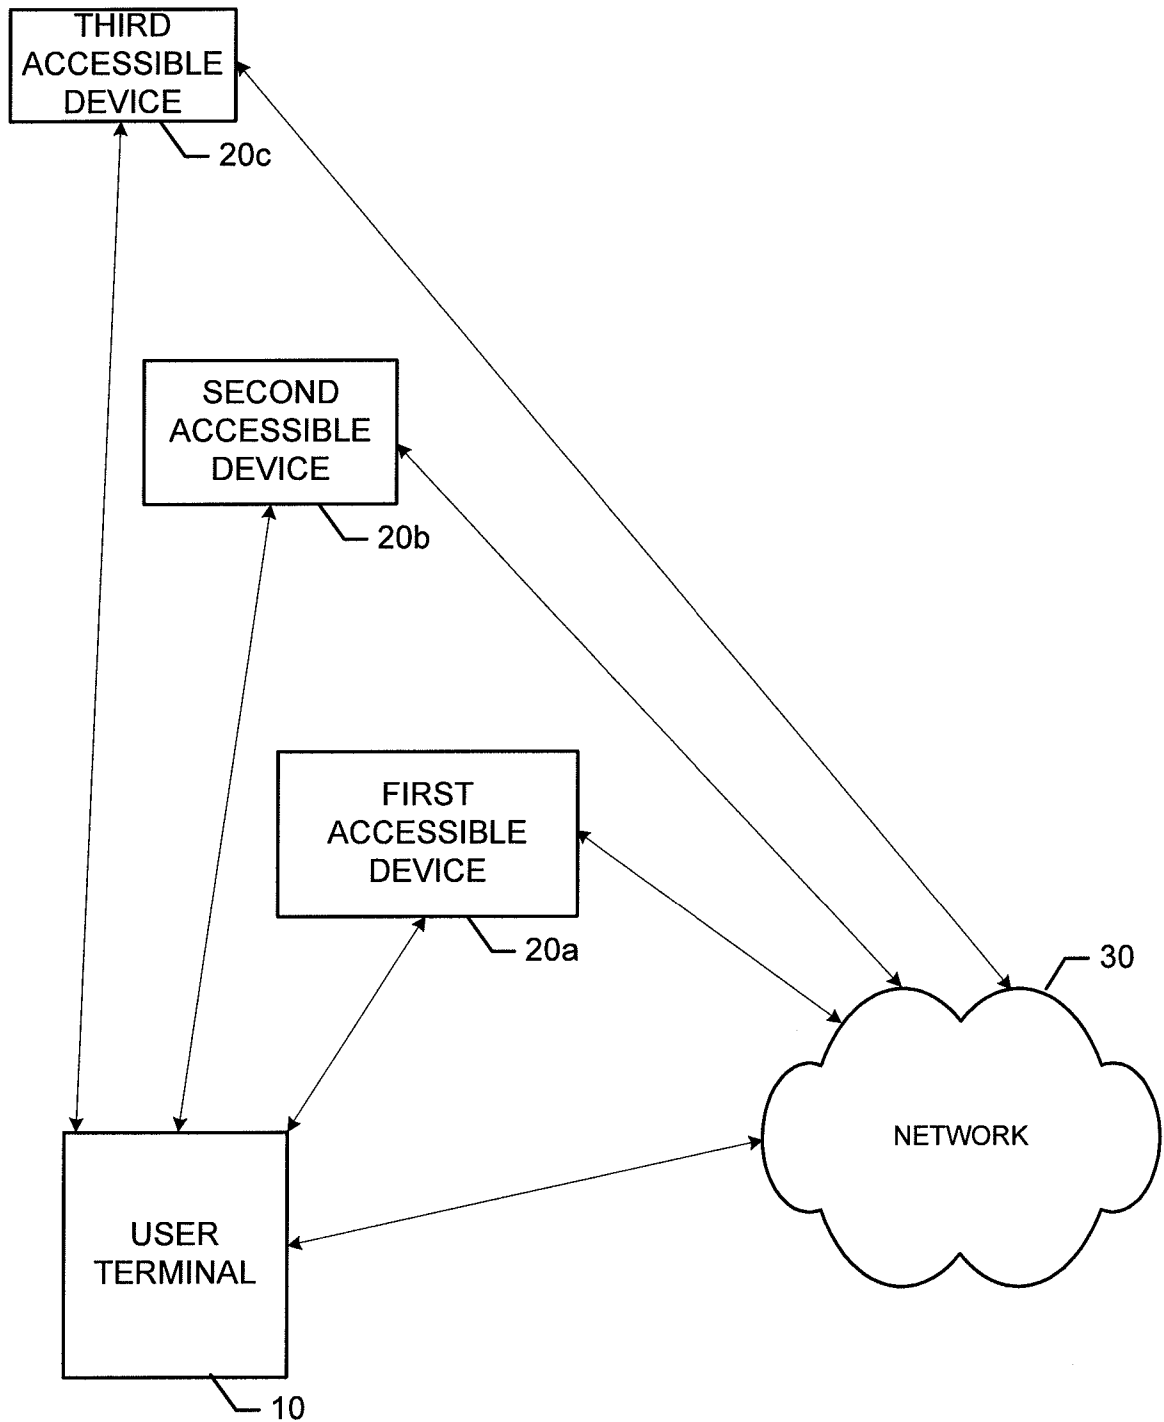 THIRD
ACCESSIBLE
DEVICE
20c
SECOND
ACCESSIBLE
DEVICE
20b
FIRST
ACCESSIBLE
DEVICE
20a
30
NETWORK
USER
TERMINAL
10